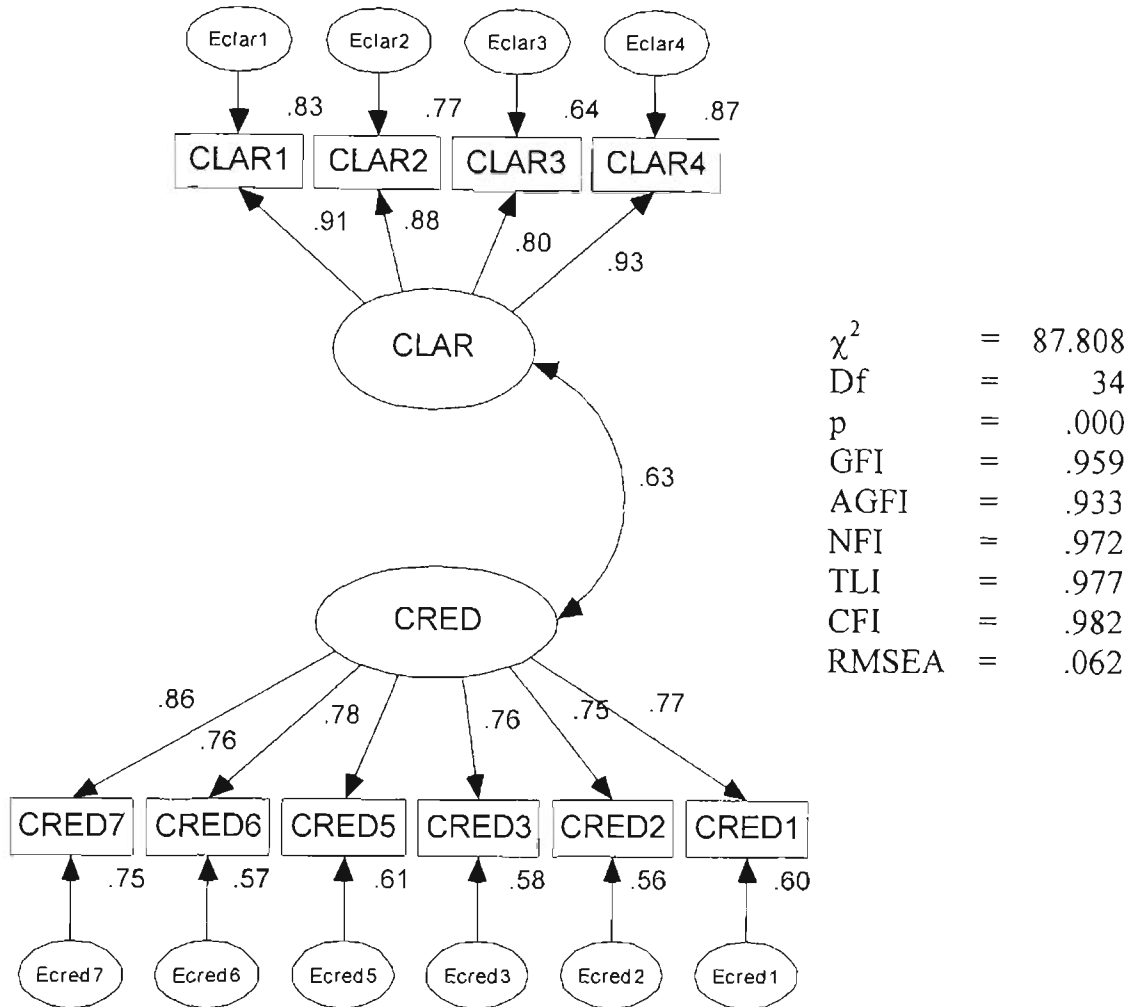 Eclar1 Eclar2 Eclar3 Eclar4
.83 .77 .64 .87
CLAR1 CLAR2 CLAR3 CLAR4
.91 .88 .80 .93
CLAR
.63
CRED
.86 .76 .78 .76 .75 .77
CRED7 CRED6 CRED5 CRED3 CRED2 CRED1
.75 .57 .61 .58 .56 .60
Ecred7 Ecred6 Ecred5 Ecred3 Ecred2 Ecred1
χ² = 87.808
Df = 34
p = .000
GFI = .959
AGFI = .933
NFI = .972
TLI = .977
CFI = .982
RMSEA = .062